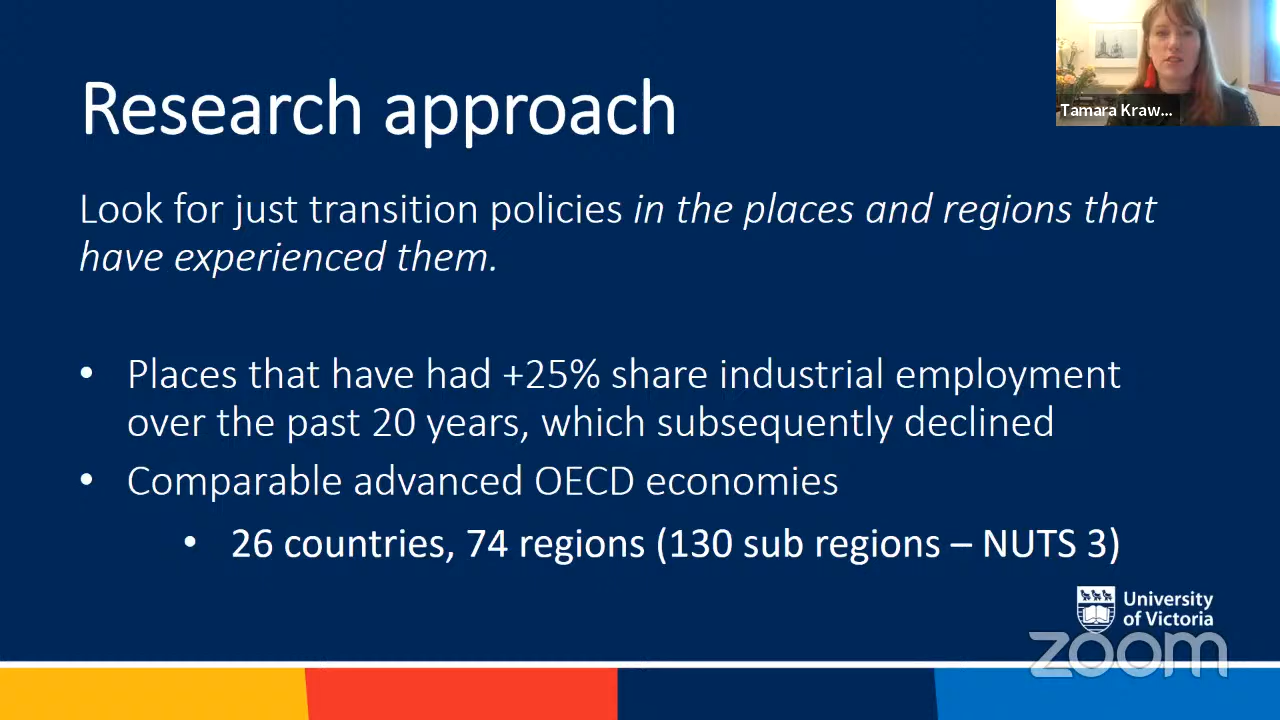 Research approach
Tamara Kraw...
Look for just transition policies in the places and regions that
have experienced them.
• Places that have had +25% share industrial employment
over the past 20 years, which subsequently declined
• Comparable advanced OECD economies
• 26 countries, 74 regions (130 sub regions – NUTS 3)
University
of Victoria
zoom